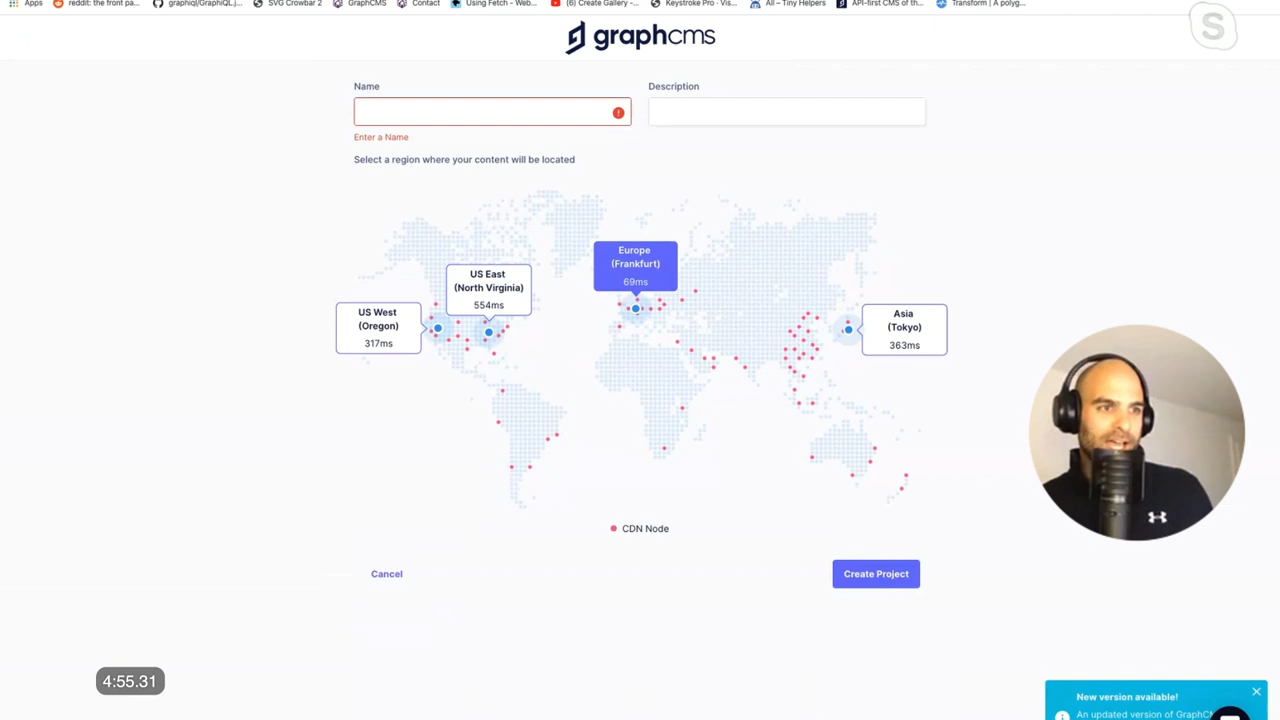 Apps
reddit: the front pa...
graphiql/GraphiQL.j...
SVG Crowbar 2
GraphCMS
Contact
Using Fetch - Web...
(6) Create Gallery -...
Keystroke Pro · Vis...
All – Tiny Helpers
API-first CMS of th...
Transform | A polyg...
graphcms
S
Name
Description
Enter a Name
Select a region where your content will be located
Europe
(Frankfurt)
69ms
US East
(North Virginia)
554ms
US West
(Oregon)
317ms
Asia
(Tokyo)
363ms
CDN Node
Cancel
Create Project
4:55.31
New version available!
An updated version of GraphC